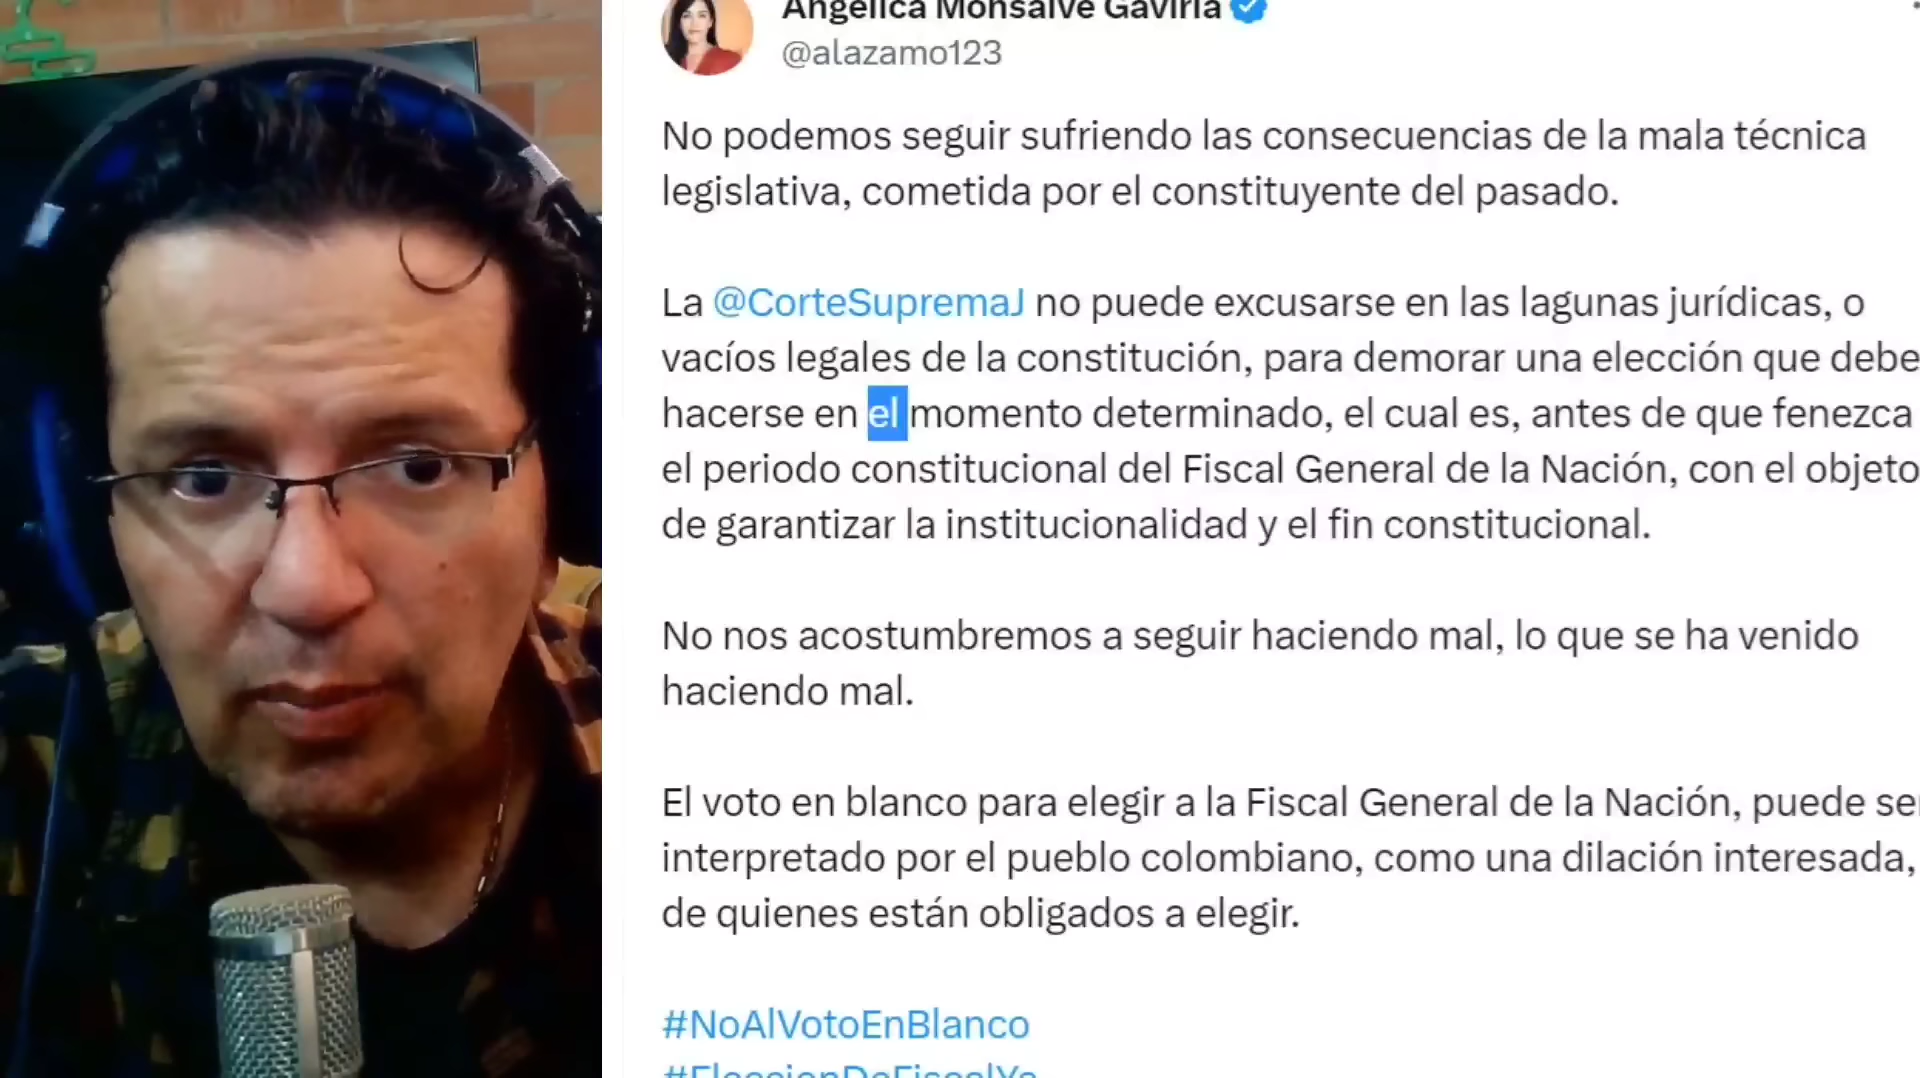 Angélica Monsalve Gaviria
@alazamo123
No podemos seguir sufriendo las consecuencias de la mala técnica
legislativa, cometida por el constituyente del pasado.
La @CorteSupremaJ no puede excusarse en las lagunas jurídicas, o
vacíos legales de la constitución, para demorar una elección que debe
hacerse en el momento determinado, el cual es, antes de que fenezca
el periodo constitucional del Fiscal General de la Nación, con el objeto
de garantizar la institucionalidad y el fin constitucional.
No nos acostumbremos a seguir haciendo mal, lo que se ha venido
haciendo mal.
El voto en blanco para elegir a la Fiscal General de la Nación, puede ser
interpretado por el pueblo colombiano, como una dilación interesada,
de quienes están obligados a elegir.
#NoAlVotoEnBlanco
#EleccionDeFiscalYa